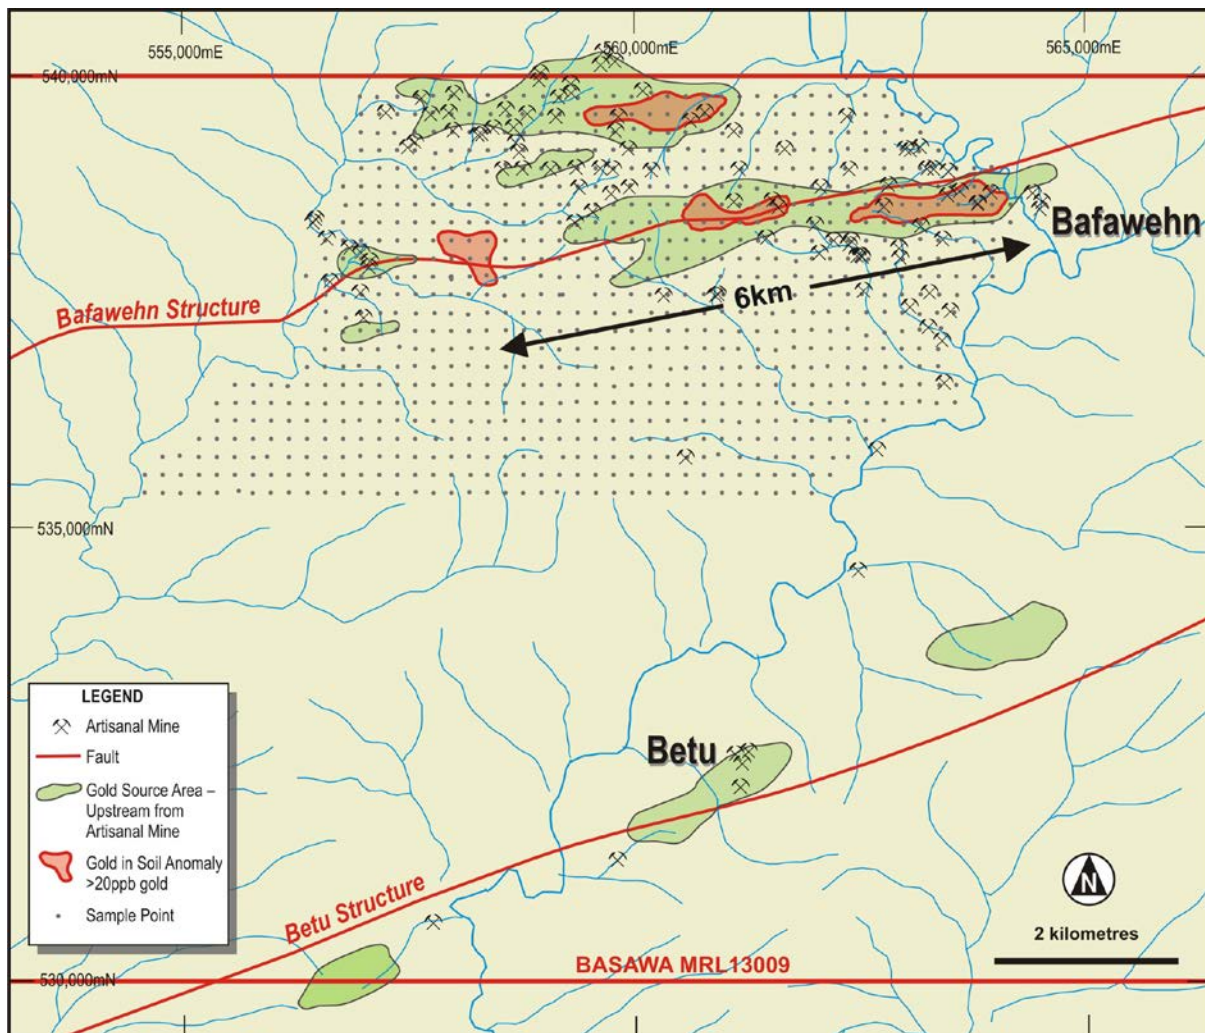 555,000mE
560,000mE
565,000mE
540,000mN
Bafawehn
6km
Bafawehn Structure
535,000mN
LEGEND
Artisanal Mine
Fault
Gold Source Area –
Upstream from
Artisanal Mine
Gold in Soil Anomaly
>20ppb gold
Sample Point
Betu
Betu Structure
N
2 kilometres
BASAWA MRL13009
530,000mN